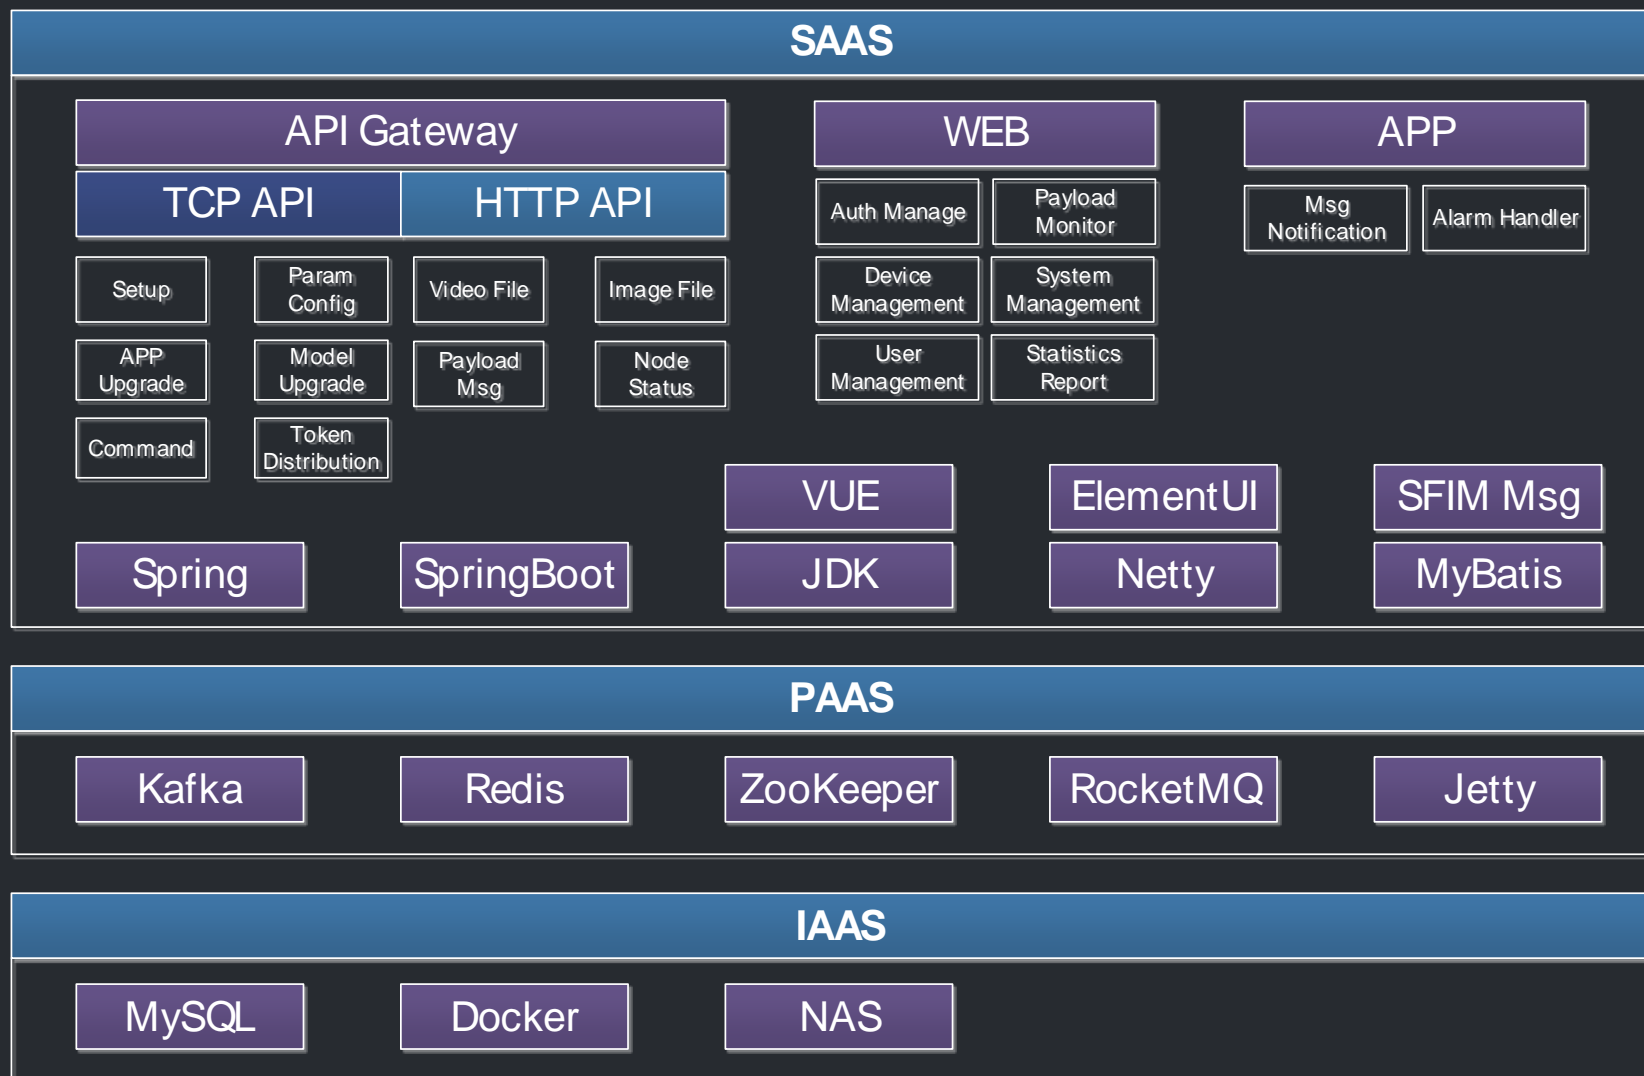 SAAS
API Gateway
WEB
APP
TCP API
HTTP API
Auth Manage
Payload
Monitor
Msg
Notification
Alarm Handler
Setup
Param
Config
Video File
Image File
Device
Management
System
Management
APP
Upgrade
Model
Upgrade
Payload
Msg
Node
Status
User
Management
Statistics
Report
Command
Token
Distribution
VUE
ElementUI
SFIM Msg
Spring
SpringBoot
JDK
Netty
MyBatis
PAAS
Kafka
Redis
ZooKeeper
RocketMQ
Jetty
IAAS
MySQL
Docker
NAS